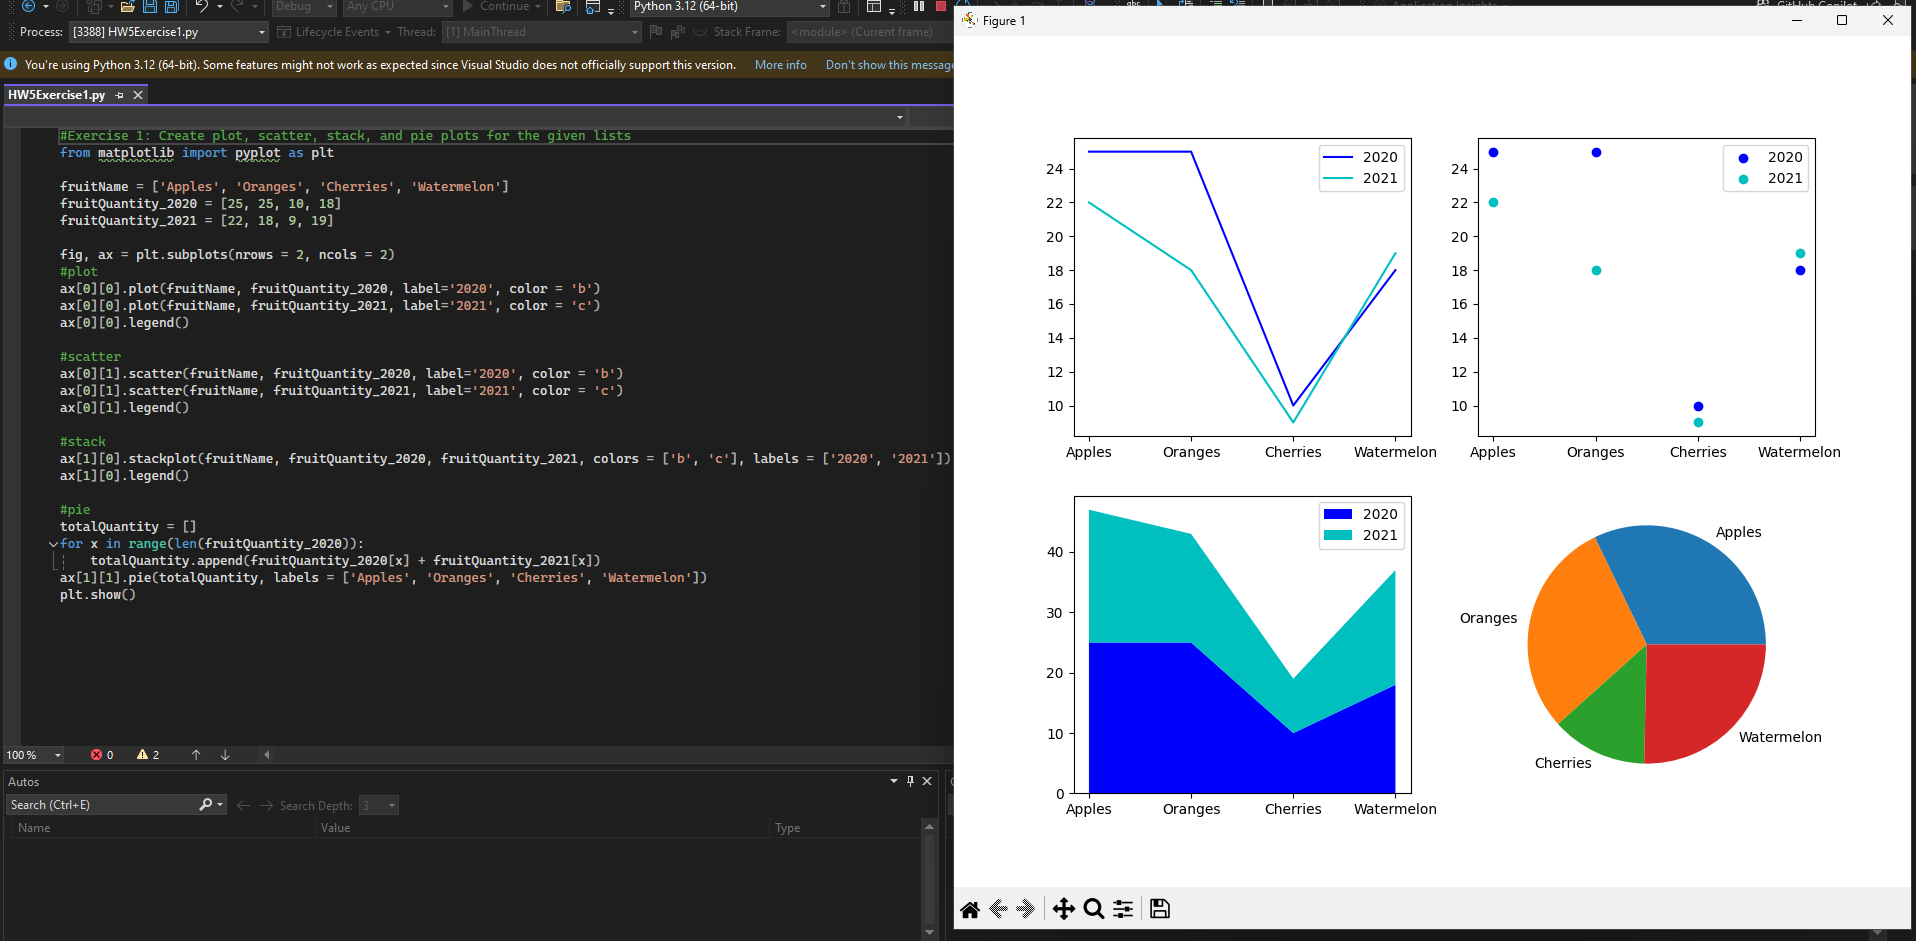 Debug
Any CPU
Continue
Python 3.12 (64-bit)
GitHub Copilot
Process: [3388] HW5Exercise1.py
Lifecycle Events
Thread: [1] MainThread
Stack Frame: <module> (Current frame)
You're using Python 3.12 (64-bit). Some features might not work as expected since Visual Studio does not officially support this version. More info Don't show this message
HW5Exercise1.py
#Exercise 1: Create plot, scatter, stack, and pie plots for the given lists
from matplotlib import pyplot as plt
fruitName = ['Apples', 'Oranges', 'Cherries', 'Watermelon']
fruitQuantity_2020 = [25, 25, 10, 18]
fruitQuantity_2021 = [22, 18, 9, 19]
fig, ax = plt.subplots(nrows = 2, ncols = 2)
#plot
ax[0][0].plot(fruitName, fruitQuantity_2020, label='2020', color = 'b')
ax[0][0].plot(fruitName, fruitQuantity_2021, label='2021', color = 'c')
ax[0][0].legend()
#scatter
ax[0][1].scatter(fruitName, fruitQuantity_2020, label='2020', color = 'b')
ax[0][1].scatter(fruitName, fruitQuantity_2021, label='2021', color = 'c')
ax[0][1].legend()
#stack
ax[1][0].stackplot(fruitName, fruitQuantity_2020, fruitQuantity_2021, colors = ['b', 'c'], labels = ['2020', '2021'])
ax[1][0].legend()
#pie
totalQuantity = []
for x in range(len(fruitQuantity_2020)):
totalQuantity.append(fruitQuantity_2020[x] + fruitQuantity_2021[x])
ax[1][1].pie(totalQuantity, labels = ['Apples', 'Oranges', 'Cherries', 'Watermelon'])
plt.show()
100 %
0
2
Autos
Search (Ctrl+E)
Search Depth: 3
Name Value Type
Figure 1
2020
2021
24
22
20
18
16
14
12
10
Apples Oranges Cherries Watermelon
2020
2021
24
22
20
18
16
14
12
10
Apples Oranges Cherries Watermelon
2020
2021
40
30
20
10
0
Apples Oranges Cherries Watermelon
Apples
Oranges
Cherries
Watermelon